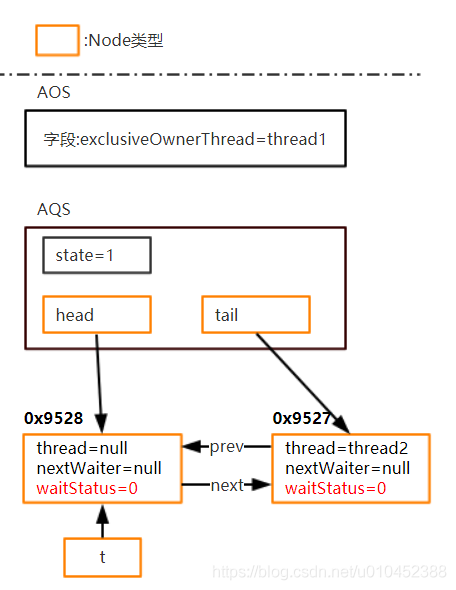 :Node类型
AOS
字段:exclusiveOwnerThread=thread1
AQS
state=1
head
tail
0x9528
0x9527
thread=null
nextWaiter=null
waitStatus=0
prev
next
thread=thread2
nextWaiter=null
waitStatus=0
t
https://blog.csdn.net/u010452388